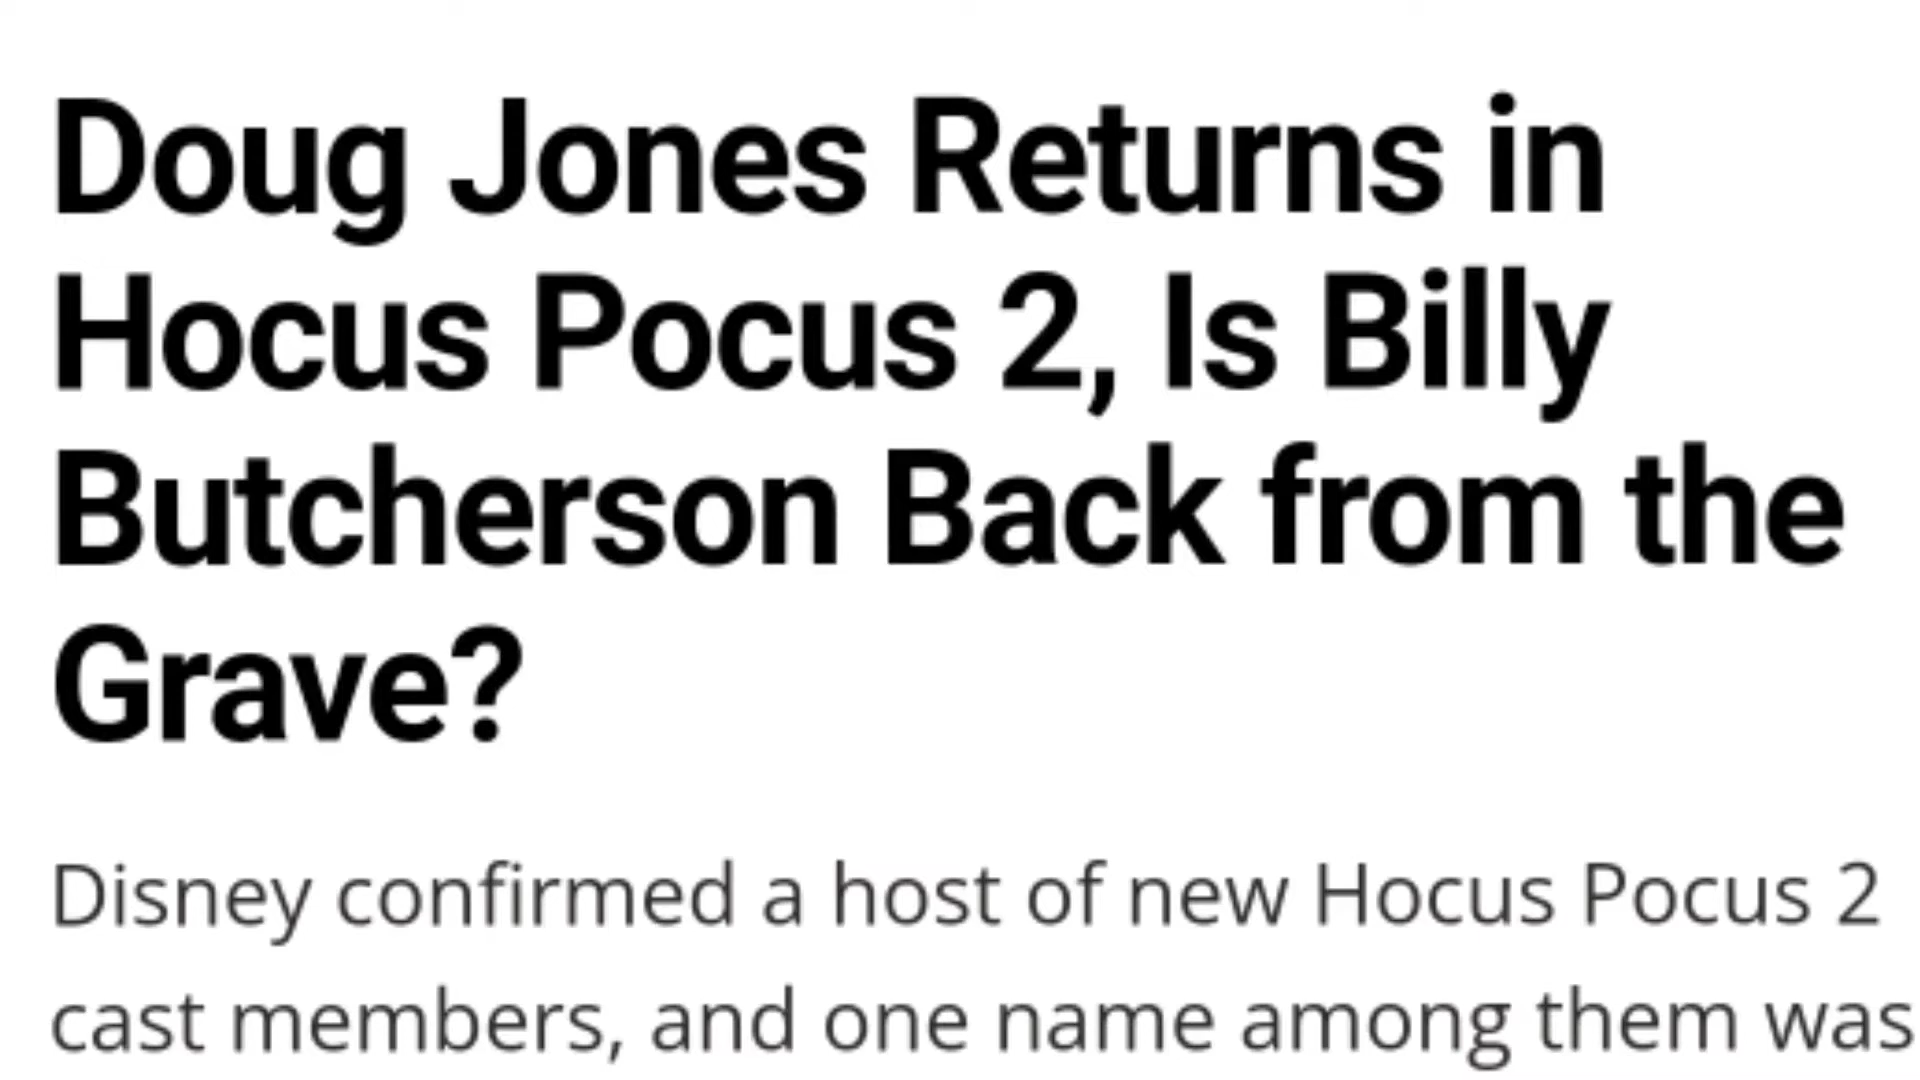 Doug Jones Returns in
Hocus Pocus 2, Is Billy
Butcherson Back from the
Grave?
Disney confirmed a host of new Hocus Pocus 2
cast members, and one name among them was